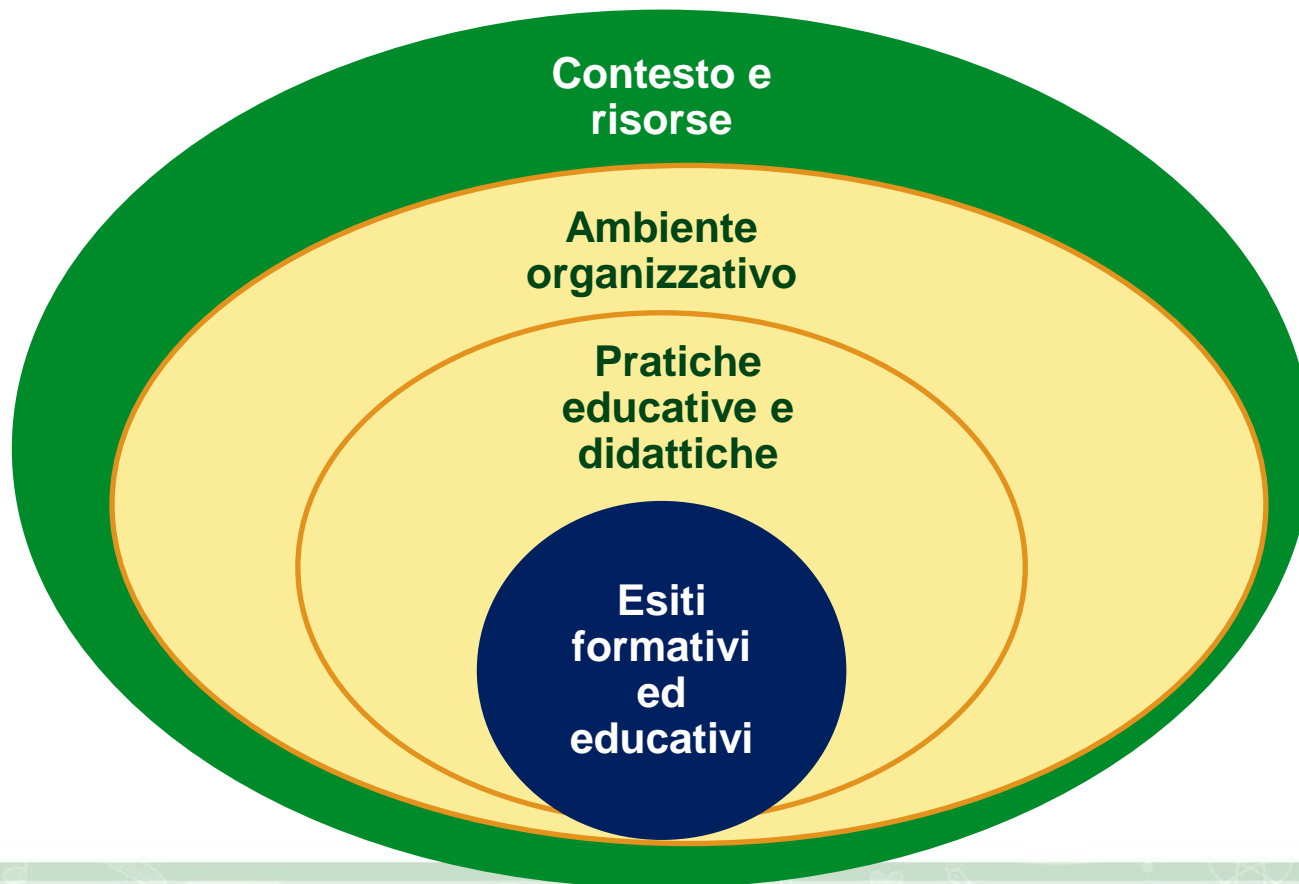 Contesto e
risorse
Ambiente
organizzativo
Pratiche
educative e
didattiche
Esiti
formativi
ed
educativi